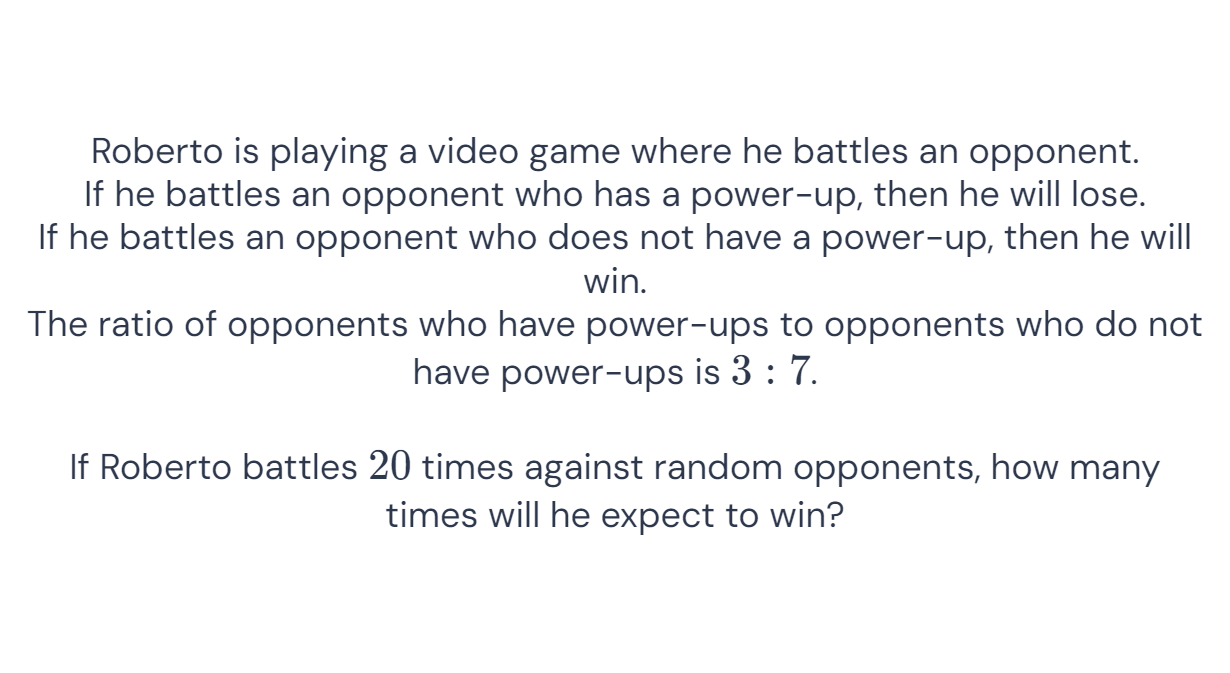 Roberto is playing a video game where he battles an opponent.
If he battles an opponent who has a power-up, then he will lose.
If he battles an opponent who does not have a power-up, then he will
win.
The ratio of opponents who have power-ups to opponents who do not
have power-ups is 3 : 7.
If Roberto battles 20 times against random opponents, how many
times will he expect to win?